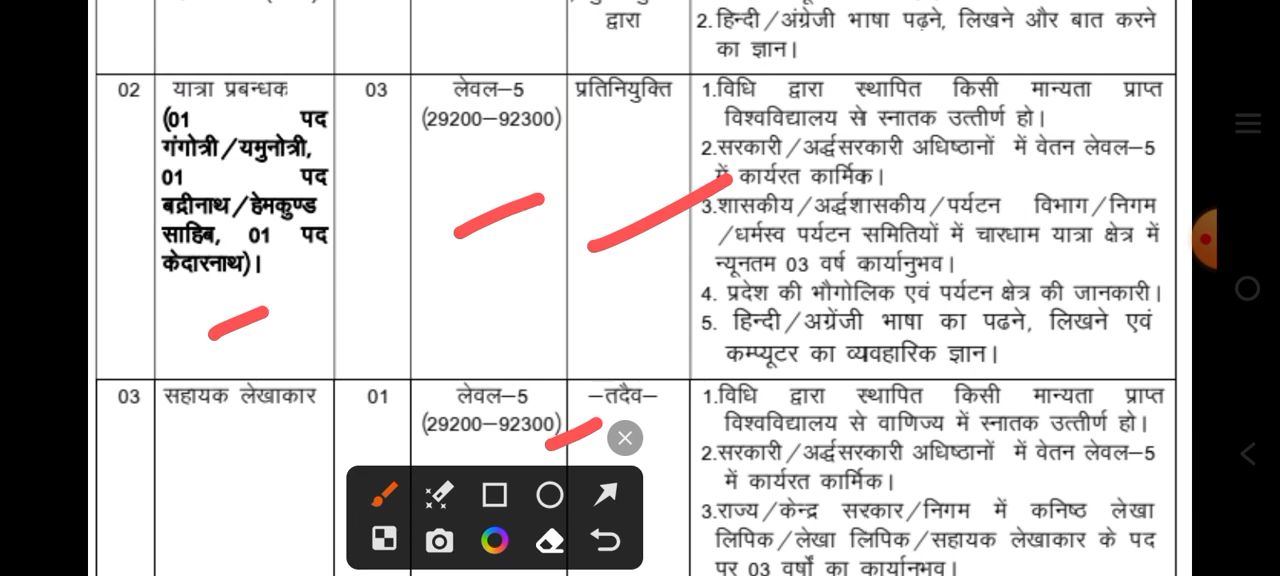 द्वारा
2.हिन्दी/अंग्रेजी भाषा पढ़ने, लिखने और बात करने
का ज्ञान।
02
यात्रा प्रबन्धक
(01 पद
गंगोत्री/यमुनोत्री,
01 पद
बद्रीनाथ/हेमकुण्ड
साहिब, 01 पद
केदारनाथ)।
03
लेवल–5
(29200–92300)
प्रतिनियुक्ति
1.विधि द्वारा स्थापित किसी मान्यता प्राप्त
विश्वविद्यालय से स्नातक उत्तीर्ण हो।
2.सरकारी/अर्द्धसरकारी अधिष्ठानों में वेतन लेवल–5
में कार्यरत कार्मिक।
3.शासकीय/अर्द्धशासकीय/पर्यटन विभाग/निगम
/धर्मस्व पर्यटन समितियों में चारधाम यात्रा क्षेत्र में
न्यूनतम 03 वर्ष कार्यानुभव।
4. प्रदेश की भौगोलिक एवं पर्यटन क्षेत्र की जानकारी।
5. हिन्दी/अग्रेंजी भाषा का पढने, लिखने एवं
कम्प्यूटर का व्यवहारिक ज्ञान।
03
सहायक लेखाकार
01
लेवल–5
(29200–92300)
–तदैव–
1.विधि द्वारा स्थापित किसी मान्यता प्राप्त
विश्वविद्यालय से वाणिज्य में स्नातक उत्तीर्ण हो।
2.सरकारी/अर्द्धसरकारी अधिष्ठानों में वेतन लेवल–5
में कार्यरत कार्मिक।
3.राज्य/केन्द्र सरकार/निगम में कनिष्ठ लेखा
लिपिक/लेखा लिपिक/सहायक लेखाकार के पद
पर 03 वर्षों का कार्यानुभव।